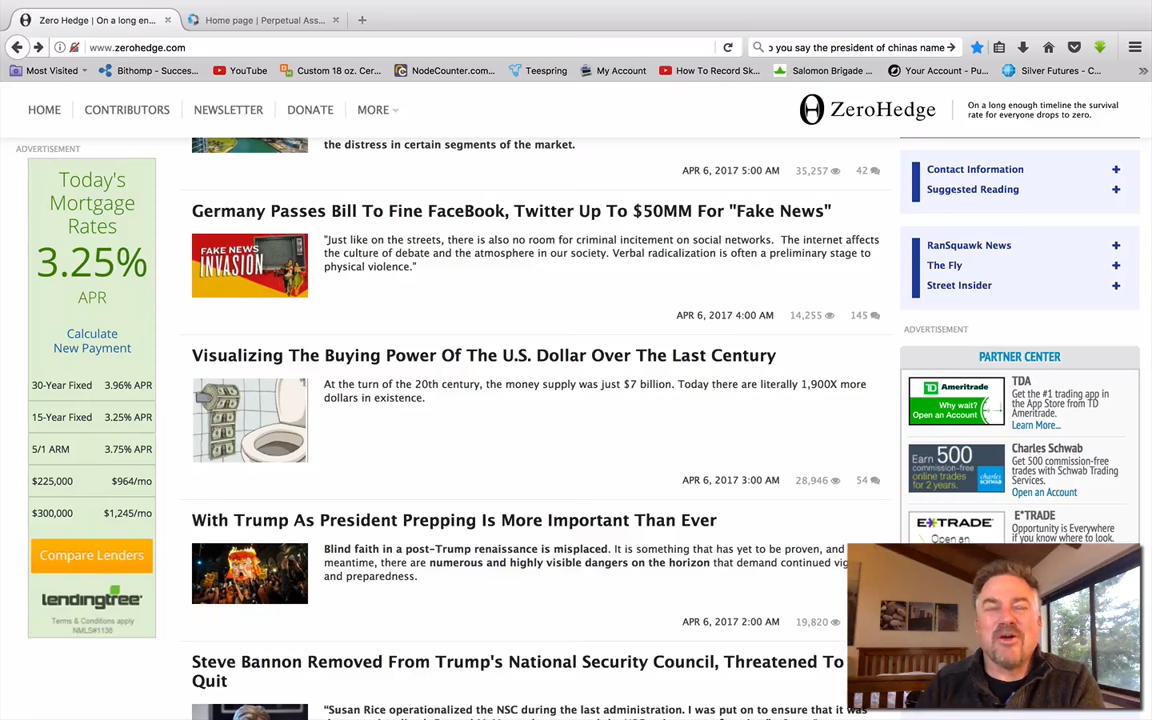 Zero Hedge | On a long en...
Home page | Perpetual Ass...
www.zerohedge.com
you say the president of chinas name
Most Visited
Bithomp - Succes...
YouTube
Custom 18 oz. Cer...
NodeCounter.com...
Teespring
My Account
How To Record Sk...
Salomon Brigade ...
Your Account - Pu...
Silver Futures - C...
HOME
CONTRIBUTORS
NEWSLETTER
DONATE
MORE
ZeroHedge
On a long enough timeline the survival
rate for everyone drops to zero.
ADVERTISEMENT
Today's
Mortgage
Rates
3.25%
APR
Calculate
New Payment
30-Year Fixed 3.96% APR
15-Year Fixed 3.25% APR
5/1 ARM 3.75% APR
$225,000 $964/mo
$300,000 $1,245/mo
Compare Lenders
lendingtree
Terms & Conditions apply
NMLS#1136
the distress in certain segments of the market.
APR 6, 2017 5:00 AM 35,257 42
Germany Passes Bill To Fine FaceBook, Twitter Up To $50MM For "Fake News"
FAKE NEWS
INVASION
"Just like on the streets, there is also no room for criminal incitement on social networks. The internet affects
the culture of debate and the atmosphere in our society. Verbal radicalization is often a preliminary stage to
physical violence."
APR 6, 2017 4:00 AM 14,255 145
Visualizing The Buying Power Of The U.S. Dollar Over The Last Century
At the turn of the 20th century, the money supply was just $7 billion. Today there are literally 1,900X more
dollars in existence.
APR 6, 2017 3:00 AM 28,946 54
With Trump As President Prepping Is More Important Than Ever
Blind faith in a post-Trump renaissance is misplaced. It is something that has yet to be proven, and
meantime, there are numerous and highly visible dangers on the horizon that demand continued vig
and preparedness.
APR 6, 2017 2:00 AM 19,820
Steve Bannon Removed From Trump's National Security Council, Threatened To
Quit
"Susan Rice operationalized the NSC during the last administration. I was put on to ensure that it was
Contact Information +
Suggested Reading +
RanSquawk News +
The Fly +
Street Insider +
ADVERTISEMENT
PARTNER CENTER
TD Ameritrade
Why wait?
Open an Account
TDA
Get the #1 trading app in
the App Store from TD
Ameritrade.
Learn More...
Earn 500
commission-free
online trades
for 2 years.
charles
SCHWAB
Charles Schwab
Get 500 commission-free
trades with Schwab Trading
Services.
Open an Account
E*TRADE
Open an
E*TRADE
Opportunity is Everywhere
if you know where to look.